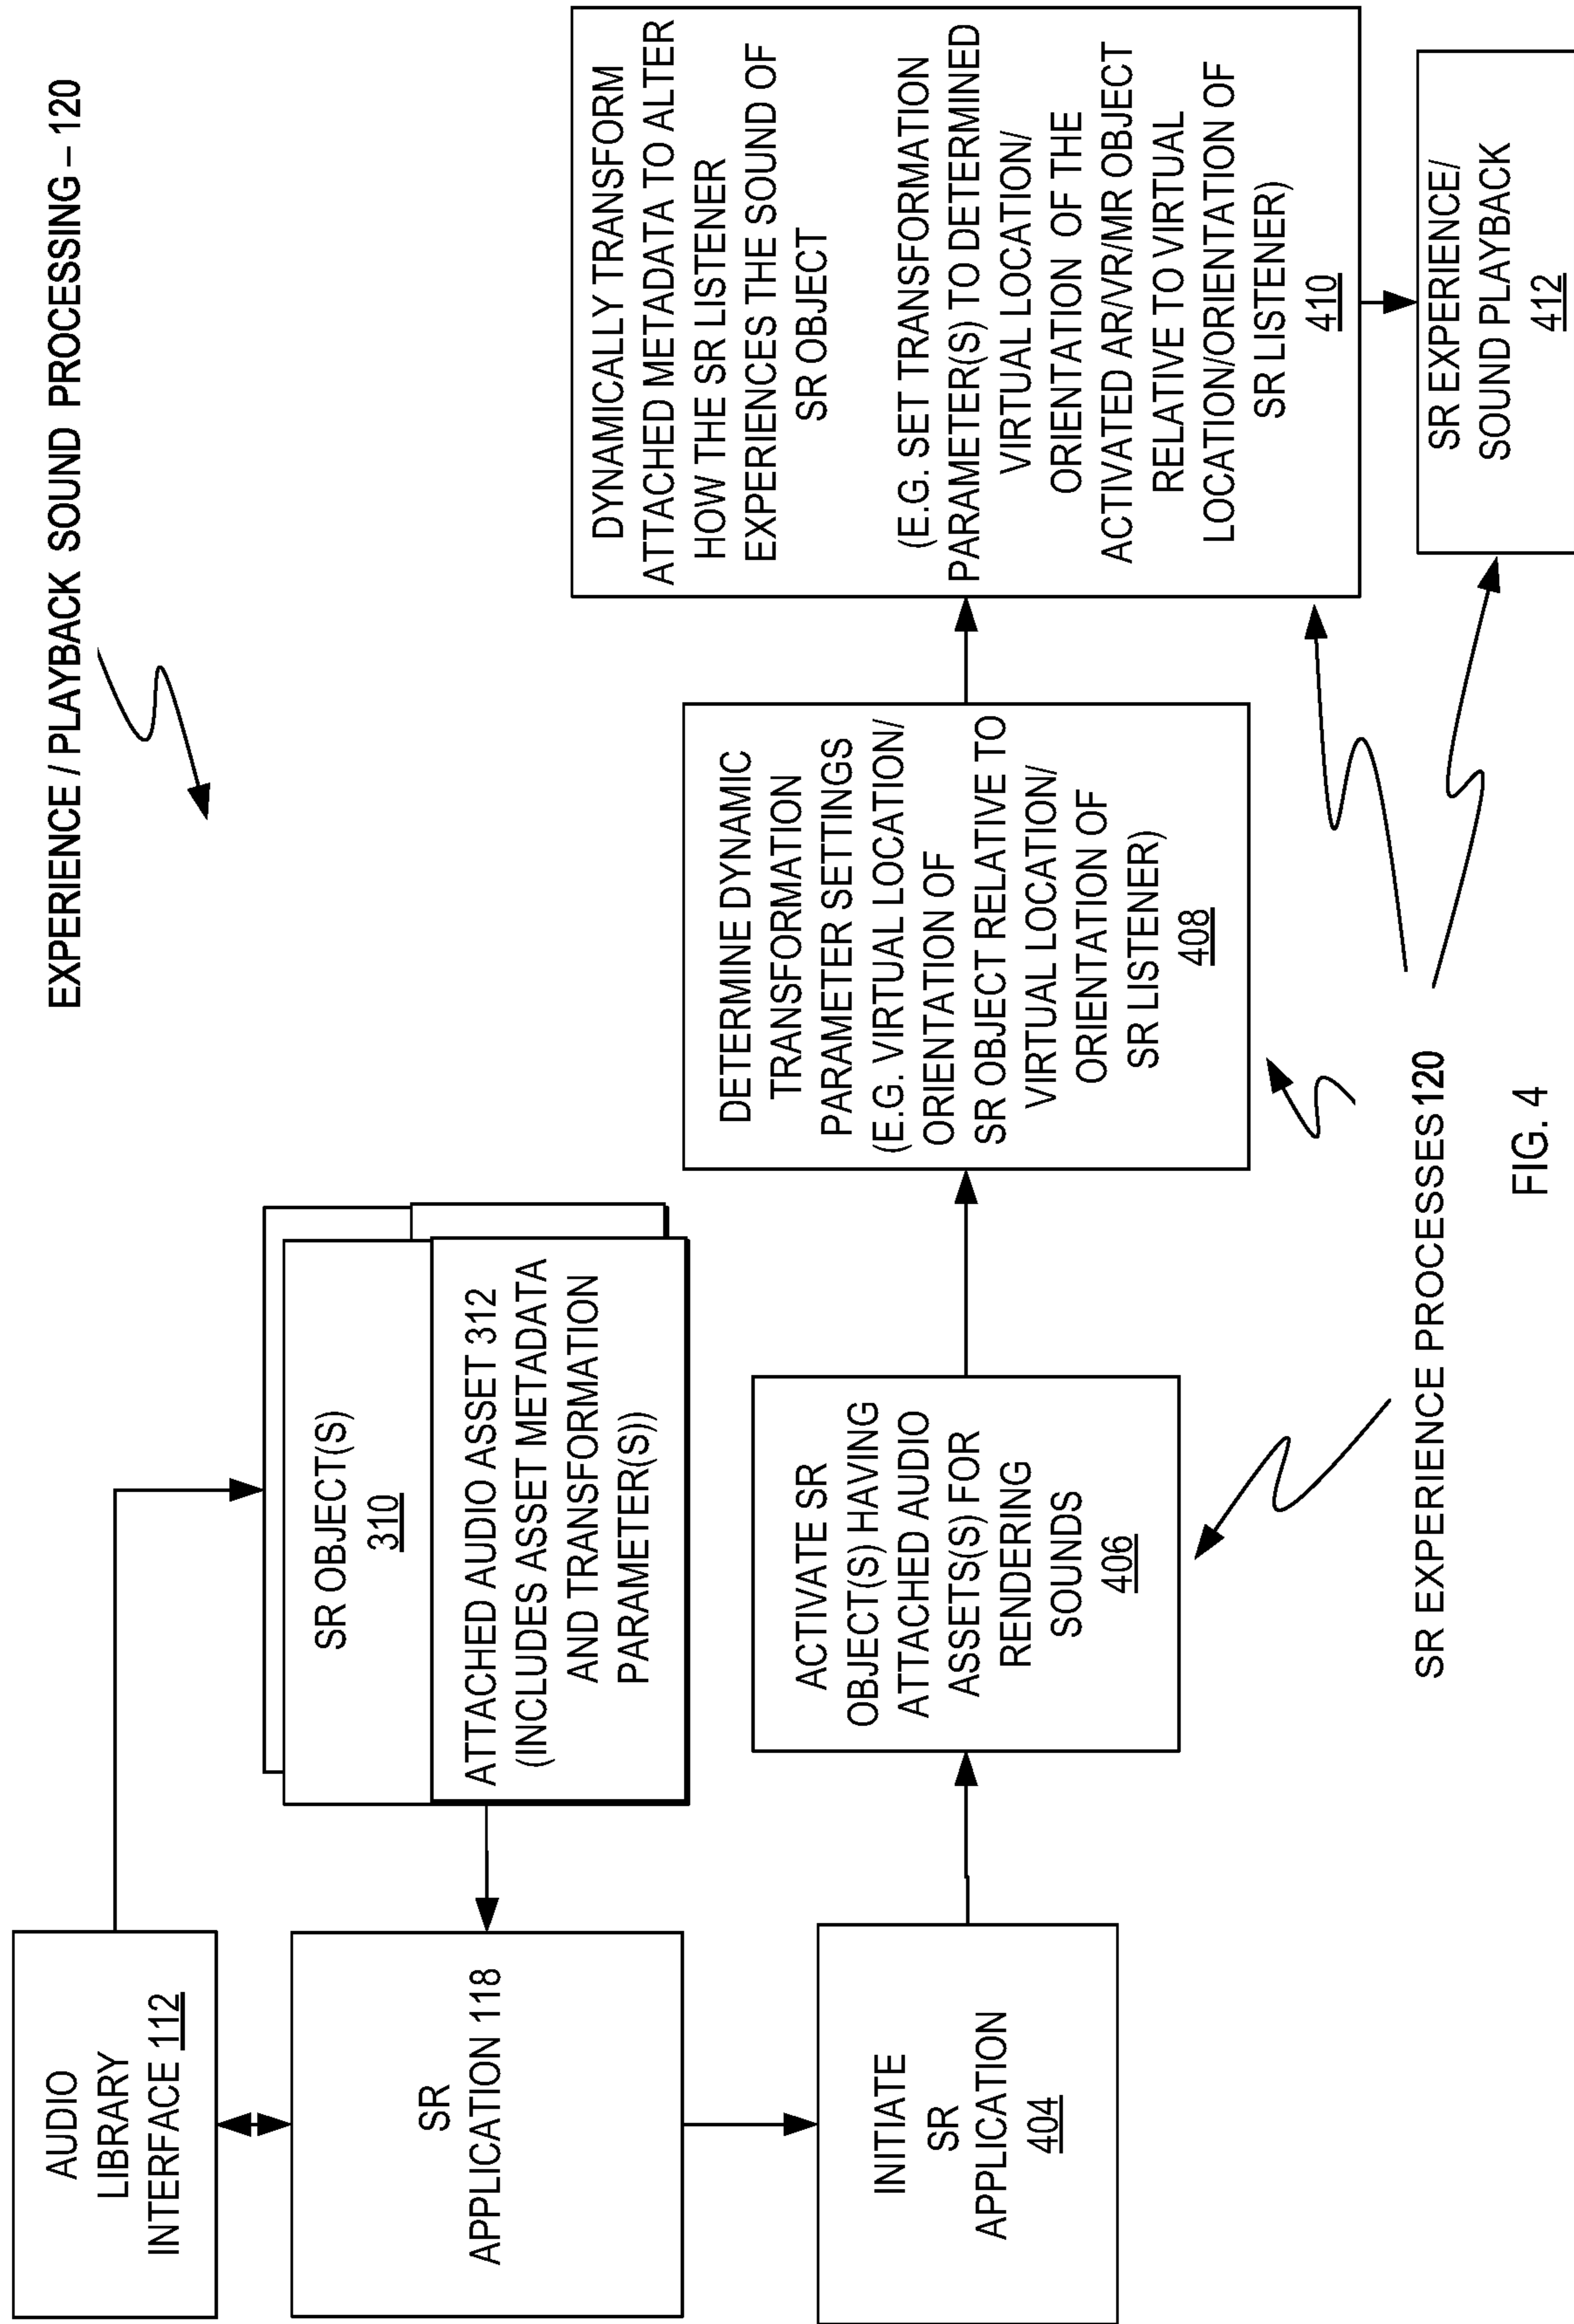 EXPERIENCE / PLAYBACK SOUND PROCESSING – 120
AUDIO
LIBRARY
INTERFACE 112
SR OBJECT(S)
310
ATTACHED AUDIO ASSET 312
(INCLUDES ASSET METADATA
AND TRANSFORMATION
PARAMETER(S))
SR
APPLICATION 118
INITIATE
SR
APPLICATION
404
ACTIVATE SR
OBJECT(S) HAVING
ATTACHED AUDIO
ASSETS(S) FOR
RENDERING
SOUNDS
406
DETERMINE DYNAMIC
TRANSFORMATION
PARAMETER SETTINGS
(E.G. VIRTUAL LOCATION/
ORIENTATION OF
SR OBJECT RELATIVE TO
VIRTUAL LOCATION/
ORIENTATION OF
SR LISTENER)
408
DYNAMICALLY TRANSFORM
ATTACHED METADATA TO ALTER
HOW THE SR LISTENER
EXPERIENCES THE SOUND OF
SR OBJECT
(E.G. SET TRANSFORMATION
PARAMETER(S) TO DETERMINED
VIRTUAL LOCATION/
ORIENTATION OF THE
ACTIVATED AR/VR/MR OBJECT
RELATIVE TO VIRTUAL
LOCATION/ORIENTATION OF
SR LISTENER)
410
SR EXPERIENCE/
SOUND PLAYBACK
412
SR EXPERIENCE PROCESSES 120
FIG. 4